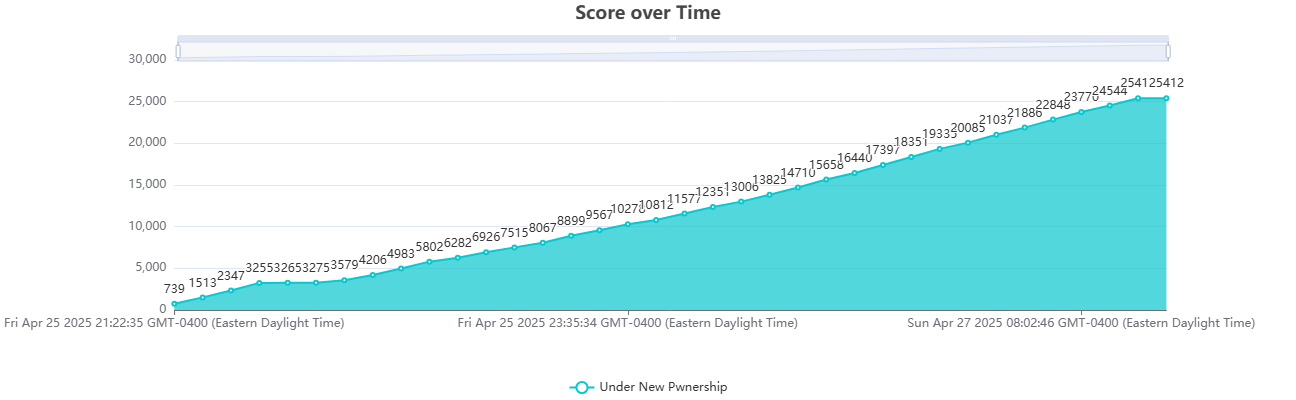 Score over Time
30,000
25,000
20,000
15,000
10,000
5,000
0
739 1513 2347 3255 3265 3275 3579 4206 4983 5802 6282 6926 7515 8067 8899 9567 10276 10812 11577 12351 13006 13825 14710 15658 16440 17397 18351 19335 20085 21037 21886 22848 23770 24544 25412 25412
Fri Apr 25 2025 21:22:35 GMT-0400 (Eastern Daylight Time) Fri Apr 25 2025 23:35:34 GMT-0400 (Eastern Daylight Time) Sun Apr 27 2025 08:02:46 GMT-0400 (Eastern Daylight Time)
Under New Pwnership